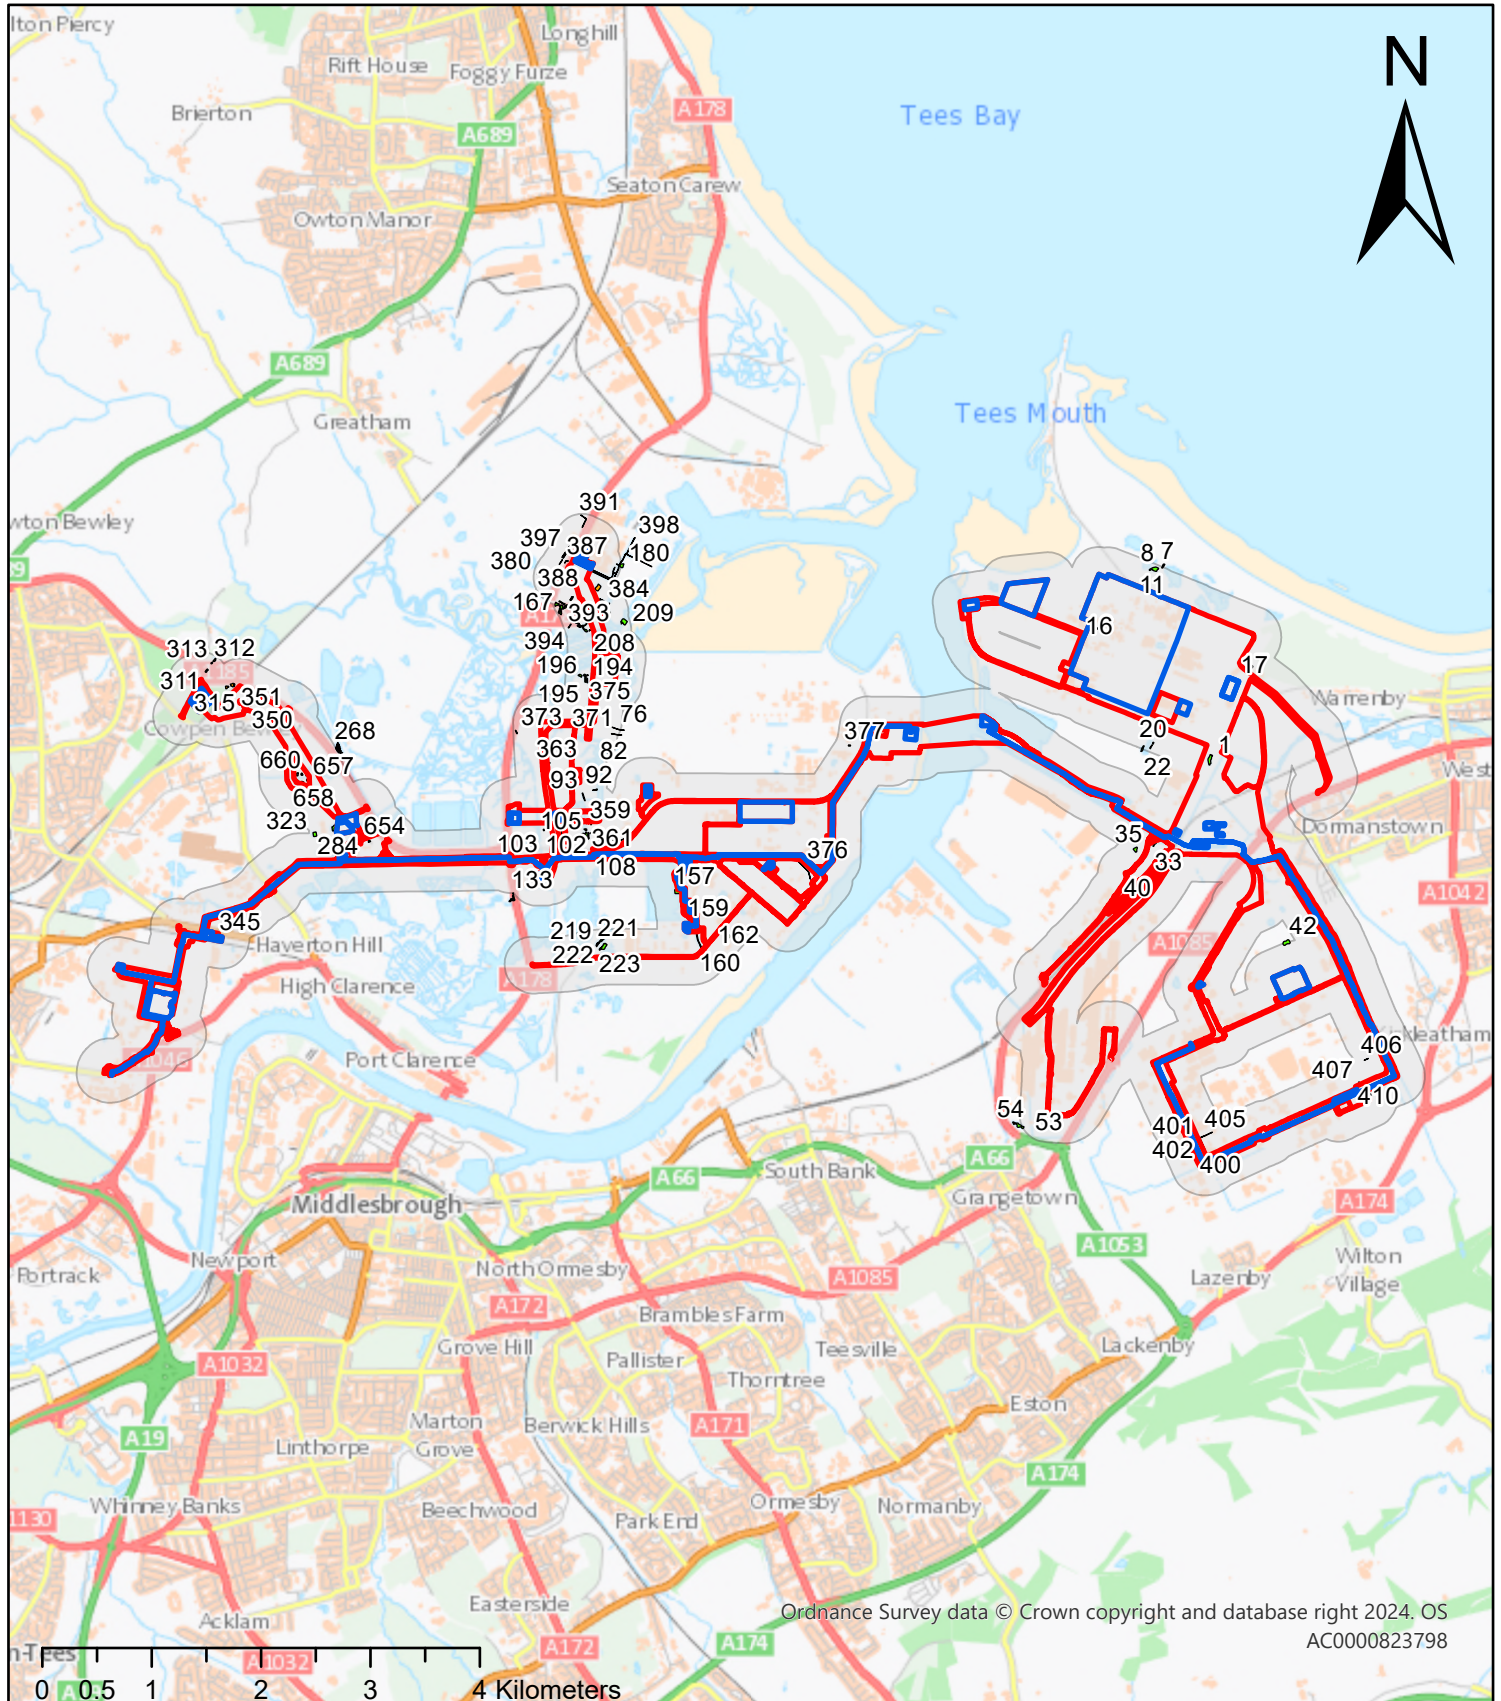 lton Piercy
Longhill
N
Rift House
Foggy Furze
Brierton
A178
Tees Bay
A689
Seaton Carew
Owton Manor
A689
Greatham
Tees Mouth
wton Bewley
391
397
398
387
380
180
8 7
388
384
11
167
393
209
16
394
208
313 312
196
194
17
311
195
375
Warrenby
315
351
350
373
371
76
377
20
1
268
363
82
22
660
657
93
92
West
658
359
323
105
654
361
35
Dormanstown
284
103
102
108
376
33
133
157
40
A1042
345
159
42
Haverton Hill
219
221
162
A1085
222
223
160
High Clarence
A178
406
kleatham
Port Clarence
407
A1046
410
54
53
401
405
402
400
A66
South Bank
A66
Grangetown
A174
Middlesbrough
A1053
Wilton
Village
Newport
North Ormesby
Portrack
A1085
Lazenby
A172
Brambles Farm
Grove Hill
Pallister
Teesville
Lackenby
A1032
Thorntree
Eston
Marton
Grove
Berwick Hills
A171
A19
Linthorpe
A174
Whinney Banks
Beechwood
Ormesby
Normanby
1130
Park End
Easterside
Acklam
Ordnance Survey data © Crown copyright and database right 2024. OS
AC0000823798
n-Tees
A1032
A172
A174
0 0.5 1 2 3 4 Kilometers